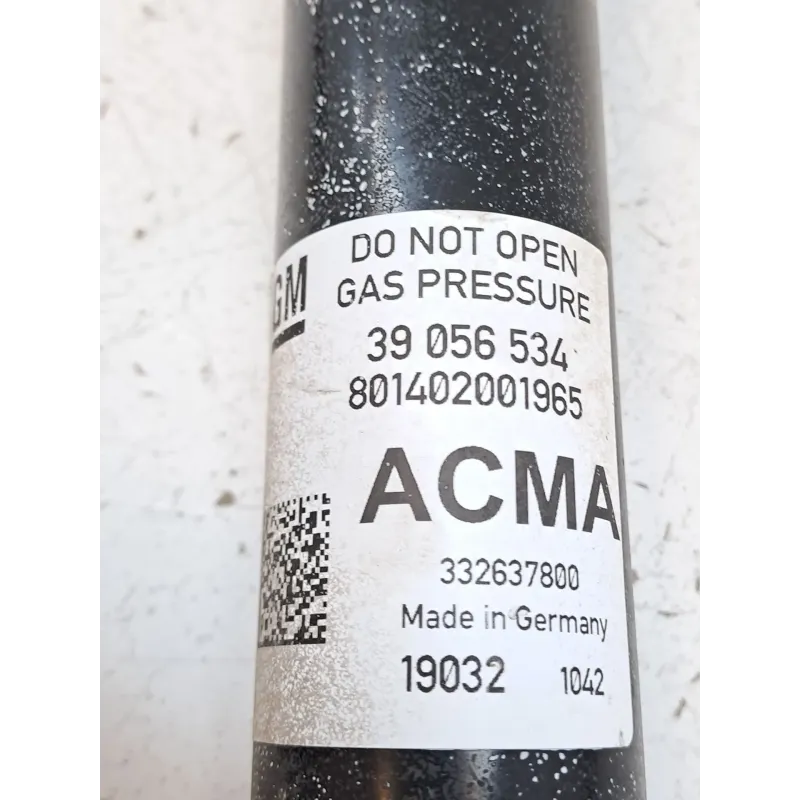 DO NOT OPEN
GM
GAS PRESSURE
39 056 534
801402001965
ACMA
332637800
Made in Germany
19032 1042